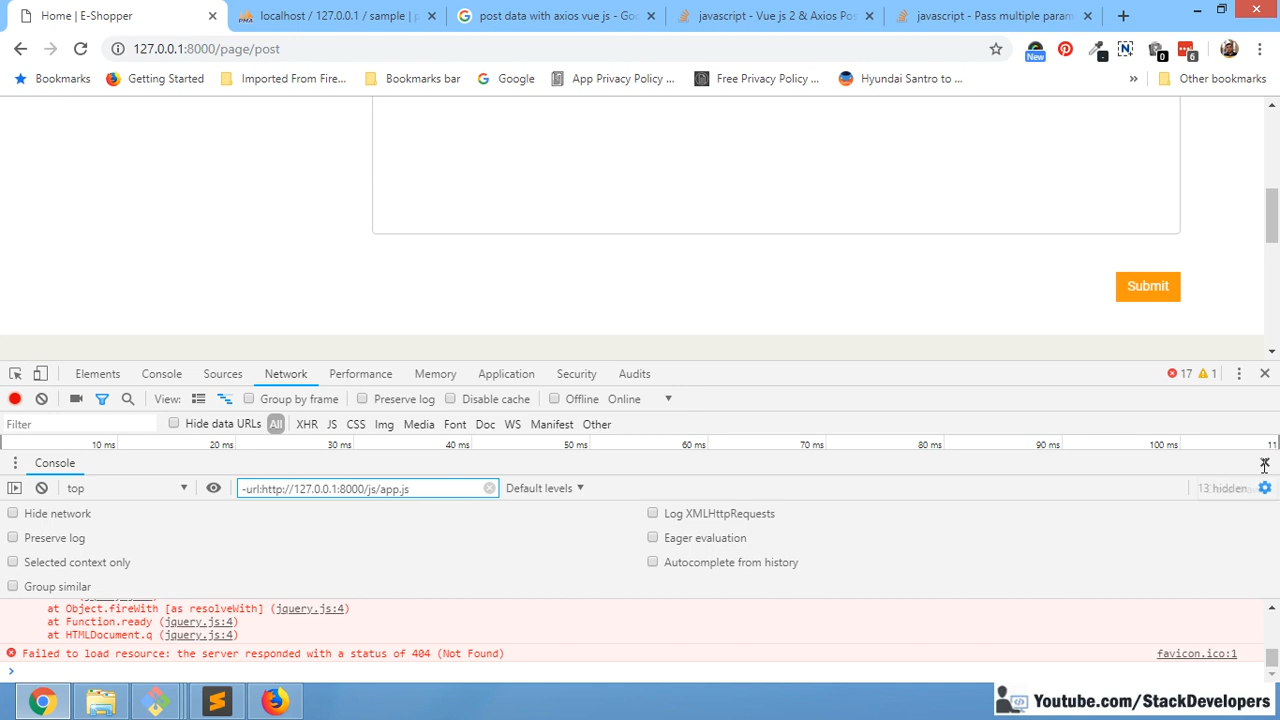 Home | E-Shopper
localhost / 127.0.0.1 / sample | p
post data with axios vue js - Goo
javascript - Vue js 2 & Axios Po
javascript - Pass multiple param
127.0.0.1:8000/page/post
New
0
6
Bookmarks
Getting Started
Imported From Fire...
Bookmarks bar
Google
App Privacy Policy ...
Free Privacy Policy ...
Hyundai Santro to ...
»
Other bookmarks
Submit
Elements
Console
Sources
Network
Performance
Memory
Application
Security
Audits
17
1
View:
Group by frame
Preserve log
Disable cache
Offline
Online
Filter
Hide data URLs
All
XHR
JS
CSS
Img
Media
Font
Doc
WS
Manifest
Other
10 ms
20 ms
30 ms
40 ms
50 ms
60 ms
70 ms
80 ms
90 ms
100 ms
11
Console
top
-url:http://127.0.0.1:8000/js/app.js
Default levels
13 hidden
Hide network
Log XMLHttpRequests
Preserve log
Eager evaluation
Selected context only
Autocomplete from history
Group similar
at Object.fireWith [as resolveWith] (jquery.js:4)
at Function.ready (jquery.js:4)
at HTMLDocument.q (jquery.js:4)
Failed to load resource: the server responded with a status of 404 (Not Found)
favicon.ico:1
Youtube.com/StackDevelopers